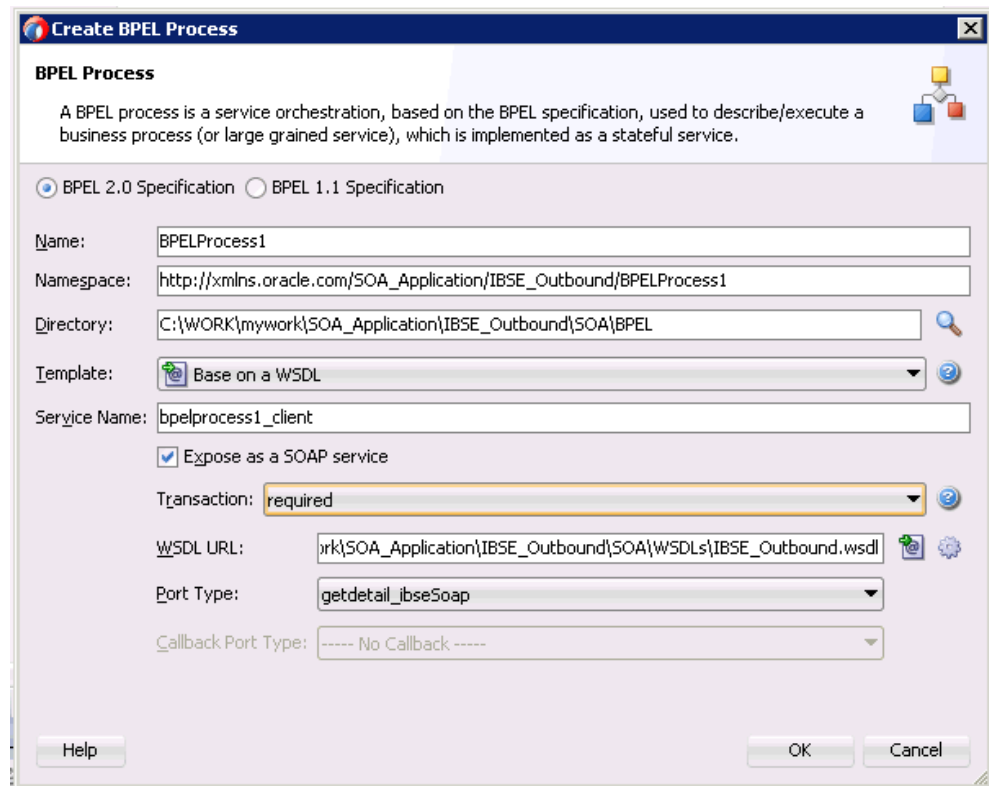 Create BPEL Process
BPEL Process
A BPEL process is a service orchestration, based on the BPEL specification, used to describe/execute a
business process (or large grained service), which is implemented as a stateful service.
BPEL 2.0 Specification BPEL 1.1 Specification
Name: BPELProcess1
Namespace: http://xmlns.oracle.com/SOA_Application/IBSE_Outbound/BPELProcess1
Directory: C:\WORK\mywork\SOA_Application\IBSE_Outbound\SOA\BPEL
Template: Base on a WSDL
Service Name: bpelprocess1_client
Expose as a SOAP service
Transaction: required
WSDL URL: ork\SOA_Application\IBSE_Outbound\SOA\WSDLs\IBSE_Outbound.wsdl
Port Type: getdetail_ibseSoap
Callback Port Type: ----- No Callback -----
Help OK Cancel